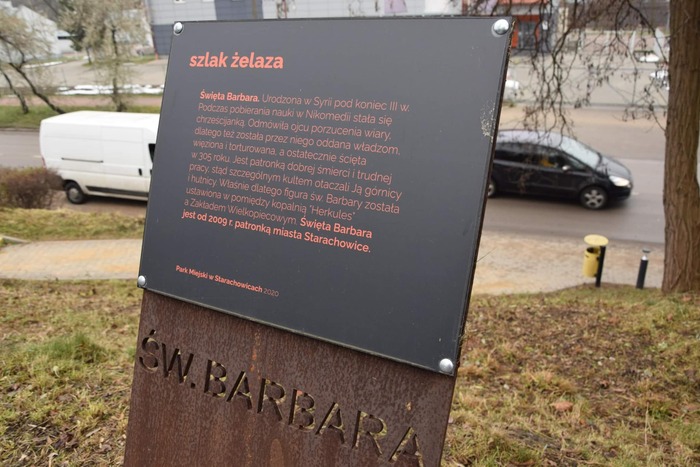 szlak żelaza
Święta Barbara. Urodzona w Syrii pod koniec III w.
Podczas pobierania nauki w Nikomedii stała się
chrześcijanką. Odmówiła ojcu porzucenia wiary,
dlatego też została przez niego oddana władzom,
więziona i torturowana, a ostatecznie ścięta
w 305 roku. Jest patronką dobrej śmierci i trudnej
pracy, stąd szczególnym kultem otaczali Ją górnicy
i hutnicy. Właśnie dlatego figura św. Barbary została
ustawiona w pomiędzy kopalnią "Herkules"
a Zakładem Wielkopiecowym. Święta Barbara
jest od 2009 r. patronką miasta Starachowice.
Park Miejski w Starachowicach 2020
ŚW. BARBARA